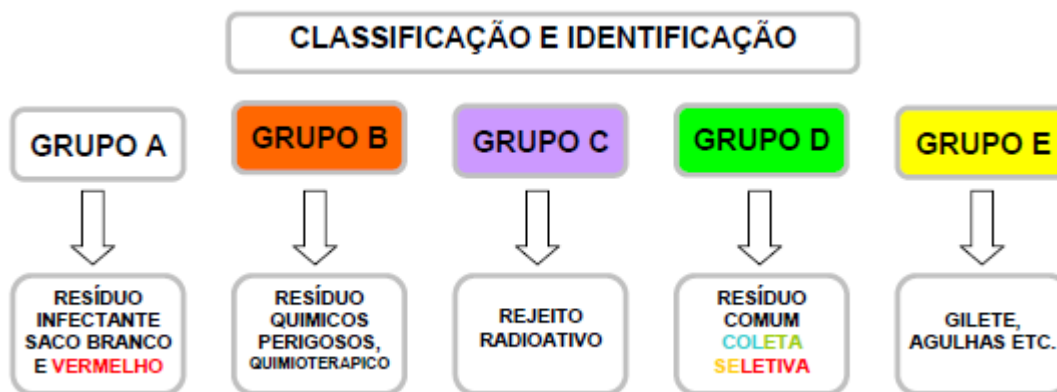 CLASSIFICAÇÃO E IDENTIFICAÇÃO
GRUPO A
GRUPO B
GRUPO C
GRUPO D
GRUPO E
RESÍDUO
INFECTANTE
SACO BRANCO
E VERMELHO
RESÍDUO
QUIMICOS
PERIGOSOS,
QUIMIOTERAPICO
REJEITO
RADIOATIVO
RESÍDUO
COMUM
COLETA
SELETIVA
GILETE,
AGULHAS ETC.